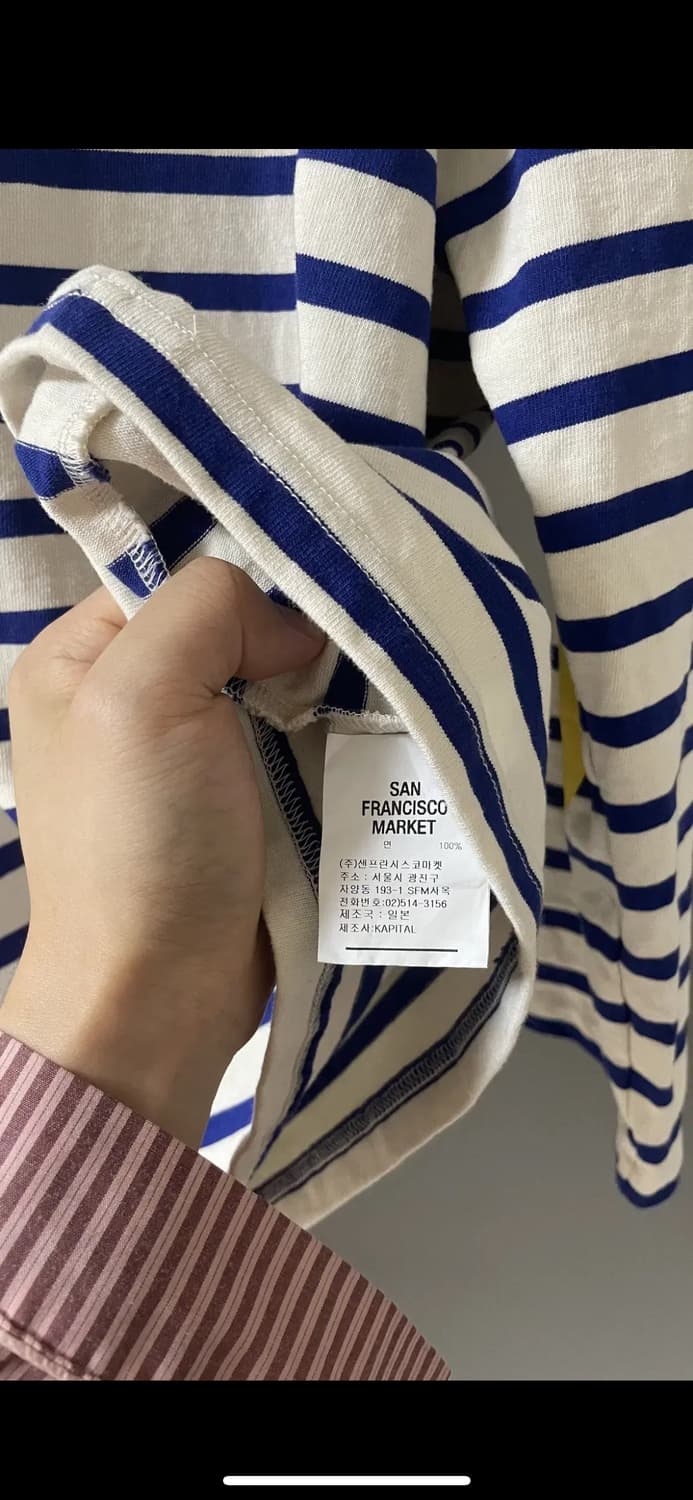 SAN
FRANCISCO
MARKET
면 100%
(주)샌프란시스코마켓
주소 : 서울시 광진구
자양동 193-1 SFM사옥
전화번호:02)514-3156
제조국 : 일본
제조사:KAPITAL